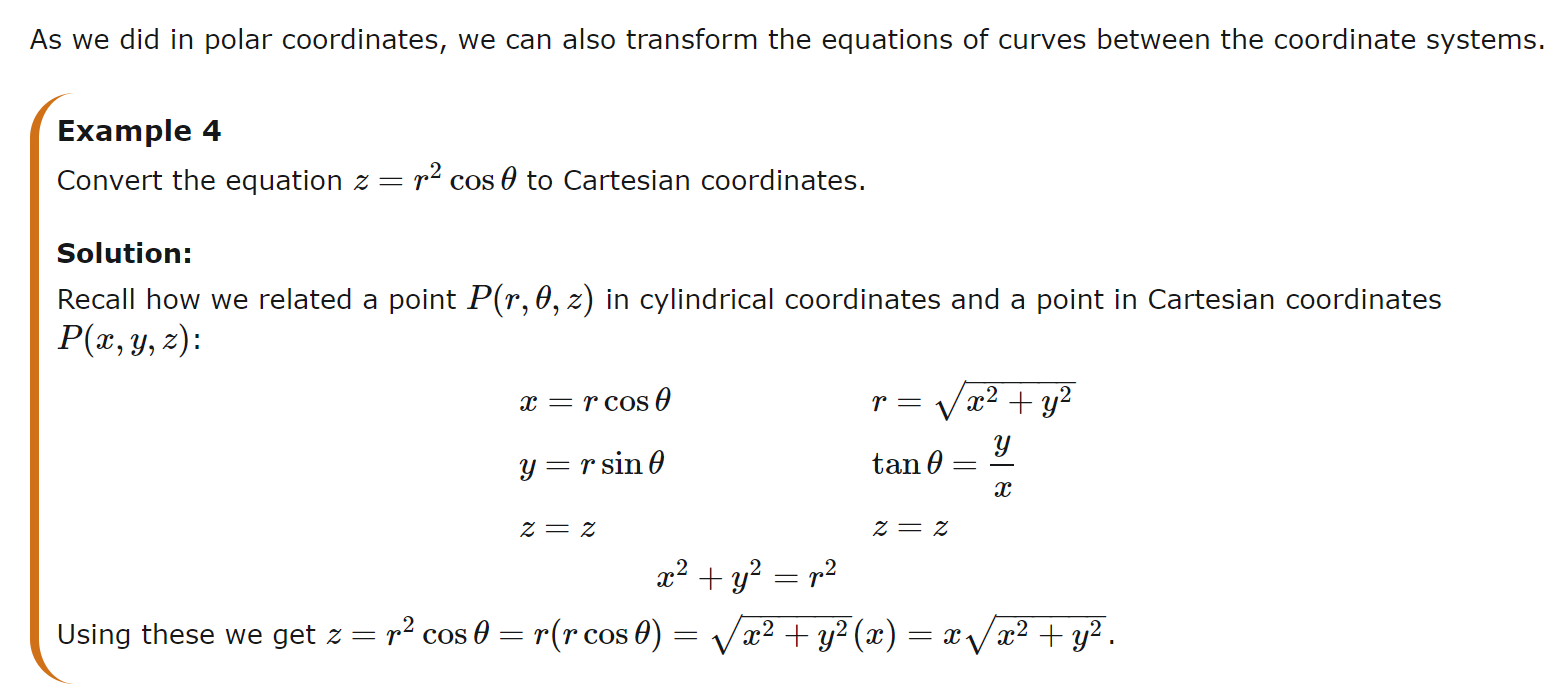 As we did in polar coordinates, we can also transform the equations of curves between the coordinate systems.
Example 4
Convert the equation $z = r^2 \cos\theta$ to Cartesian coordinates.
Solution:
Recall how we related a point $P(r, \theta, z)$ in cylindrical coordinates and a point in Cartesian coordinates
$P(x, y, z)$:
$x = r\cos\theta$ $r = \sqrt{x^2 + y^2}$
$y = r\sin\theta$ $\tan\theta = \frac{y}{x}$
$z = z$ $z = z$
$x^2 + y^2 = r^2$
Using these we get $z = r^2\cos\theta = r(r\cos\theta) = \sqrt{x^2 + y^2}(x) = x\sqrt{x^2 + y^2}$.